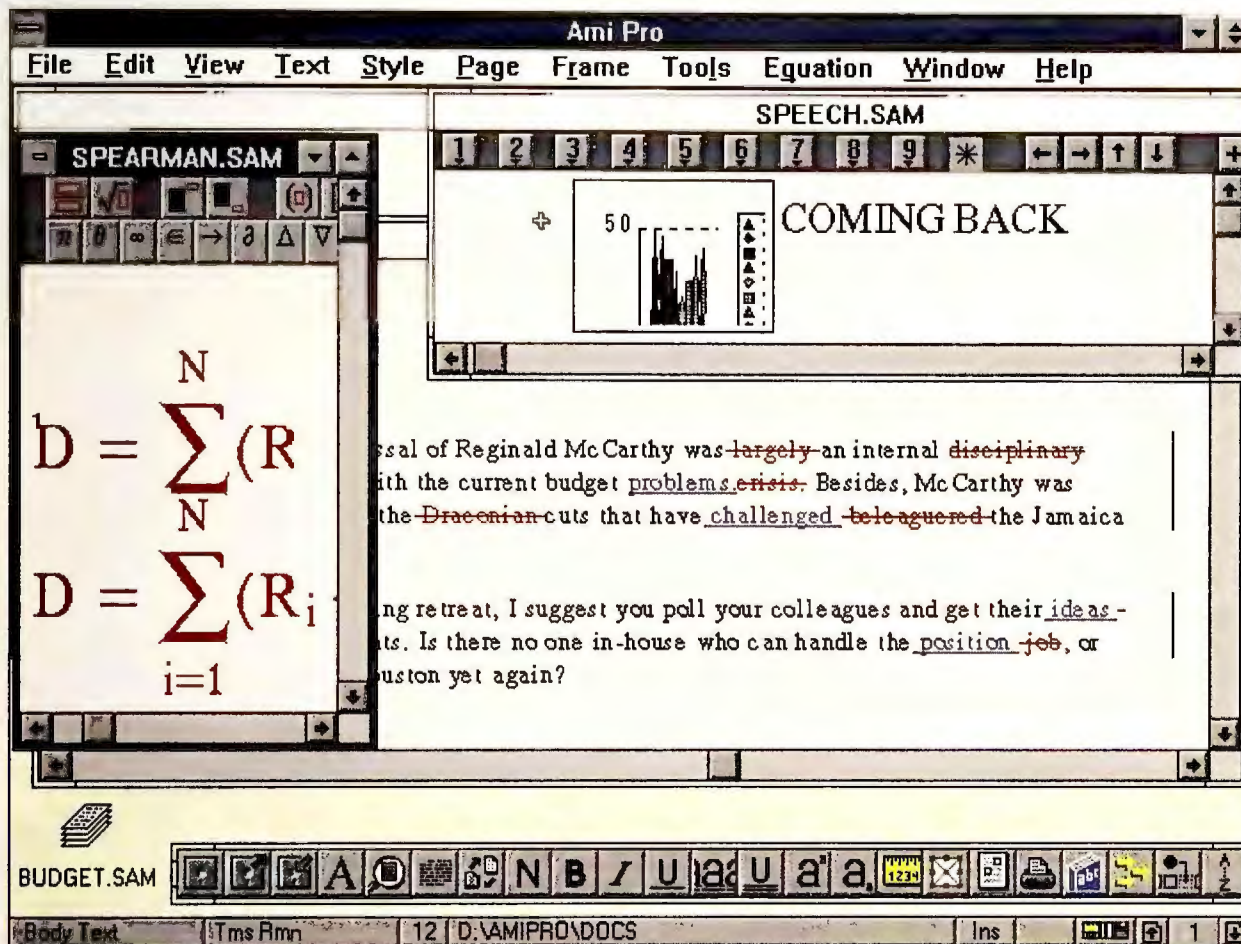 Ami Pro
File Edit View Text Style Page Frame Tools Equation Window Help
SPEECH.SAM
SPEARMAN.SAM
1 2 3 4 5 6 7 8 9 * ← → ↑ ↓ +
√ (□)
π θ ∞ ∈ → ∂ Δ ∇
50
COMING BACK
N
D = ∑(R
N
D = ∑(Ri
i=1
ssal of Reginald McCarthy was largely an internal disciplinary
ith the current budget problems.crisis. Besides, McCarthy was
the Draconian cuts that have challenged beleaguered the Jamaica
ing retreat, I suggest you poll your colleagues and get their ideas -
ts. Is there no one in-house who can handle the position job, or
uston yet again?
BUDGET.SAM
A N B I U aaa U a a. 1234 abc A Z
Body Text Tms Rmn 12 D:\AMIPRO\DOCS Ins 1